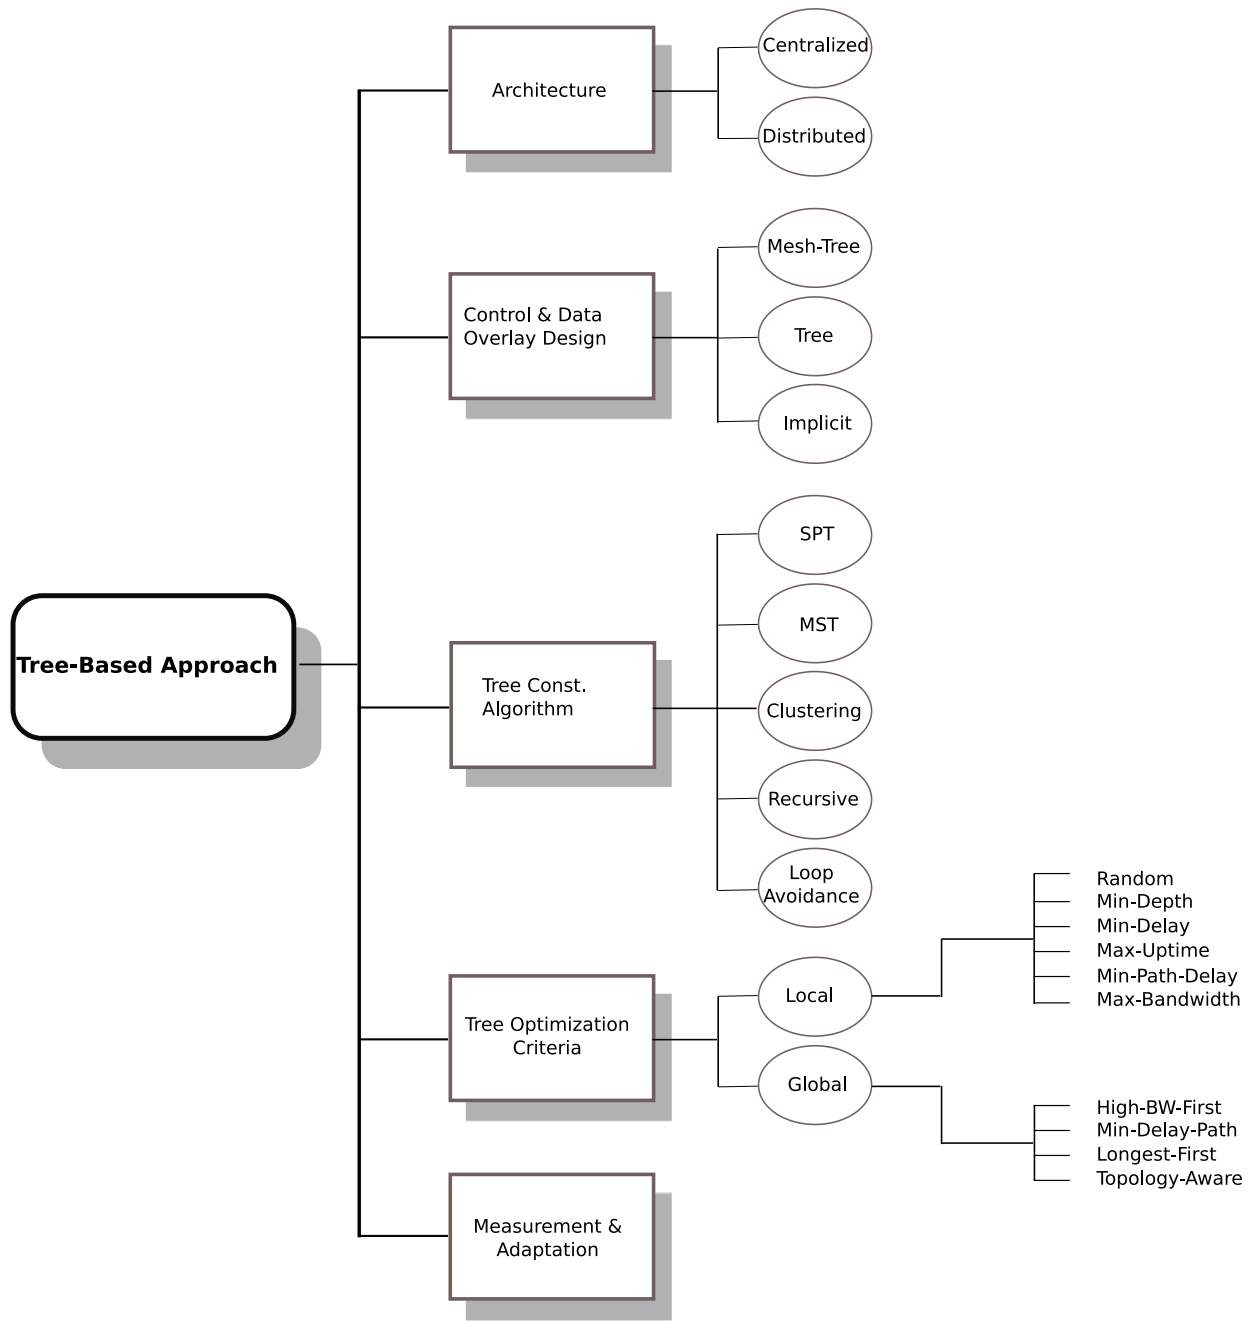 Tree-Based Approach
Architecture
Centralized
Distributed
Control & Data
Overlay Design
Mesh-Tree
Tree
Implicit
Tree Const.
Algorithm
SPT
MST
Clustering
Recursive
Loop
Avoidance
Tree Optimization
Criteria
Local
Random
Min-Depth
Min-Delay
Max-Uptime
Min-Path-Delay
Max-Bandwidth
Global
High-BW-First
Min-Delay-Path
Longest-First
Topology-Aware
Measurement &
Adaptation